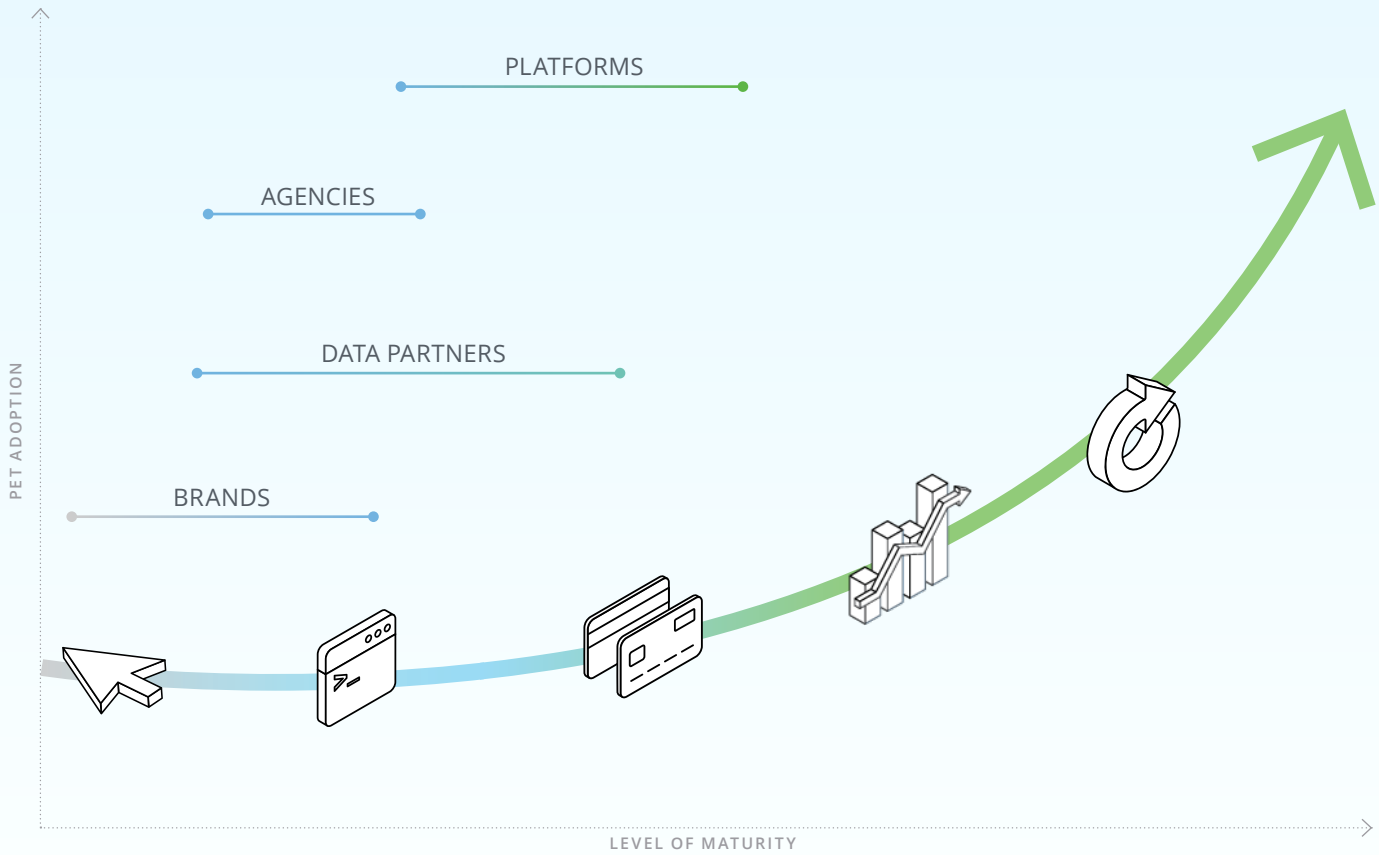 PLATFORMS
AGENCIES
DATA PARTNERS
PET ADOPTION
BRANDS
>_
LEVEL OF MATURITY